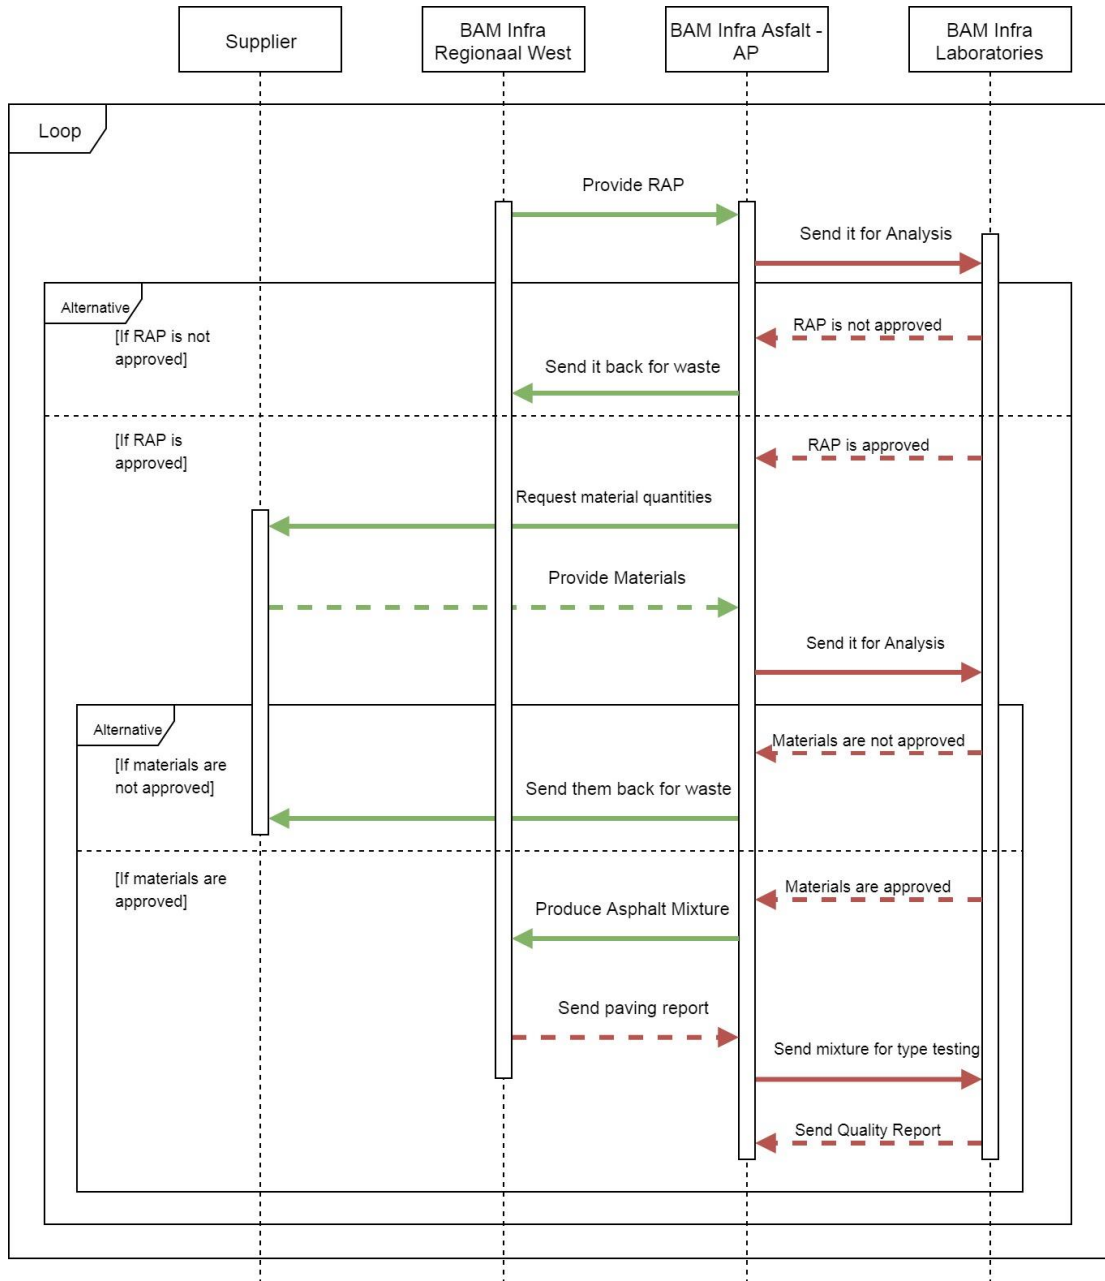 Supplier
BAM Infra
Regionaal West
BAM Infra Asfalt -
AP
BAM Infra
Laboratories
Loop
Provide RAP
Send it for Analysis
Alternative
[If RAP is not
approved]
RAP is not approved
Send it back for waste
[If RAP is
approved]
RAP is approved
Request material quantities
Provide Materials
Send it for Analysis
Alternative
[If materials are
not approved]
Materials are not approved
Send them back for waste
[If materials are
approved]
Materials are approved
Produce Asphalt Mixture
Send paving report
Send mixture for type testing
Send Quality Report